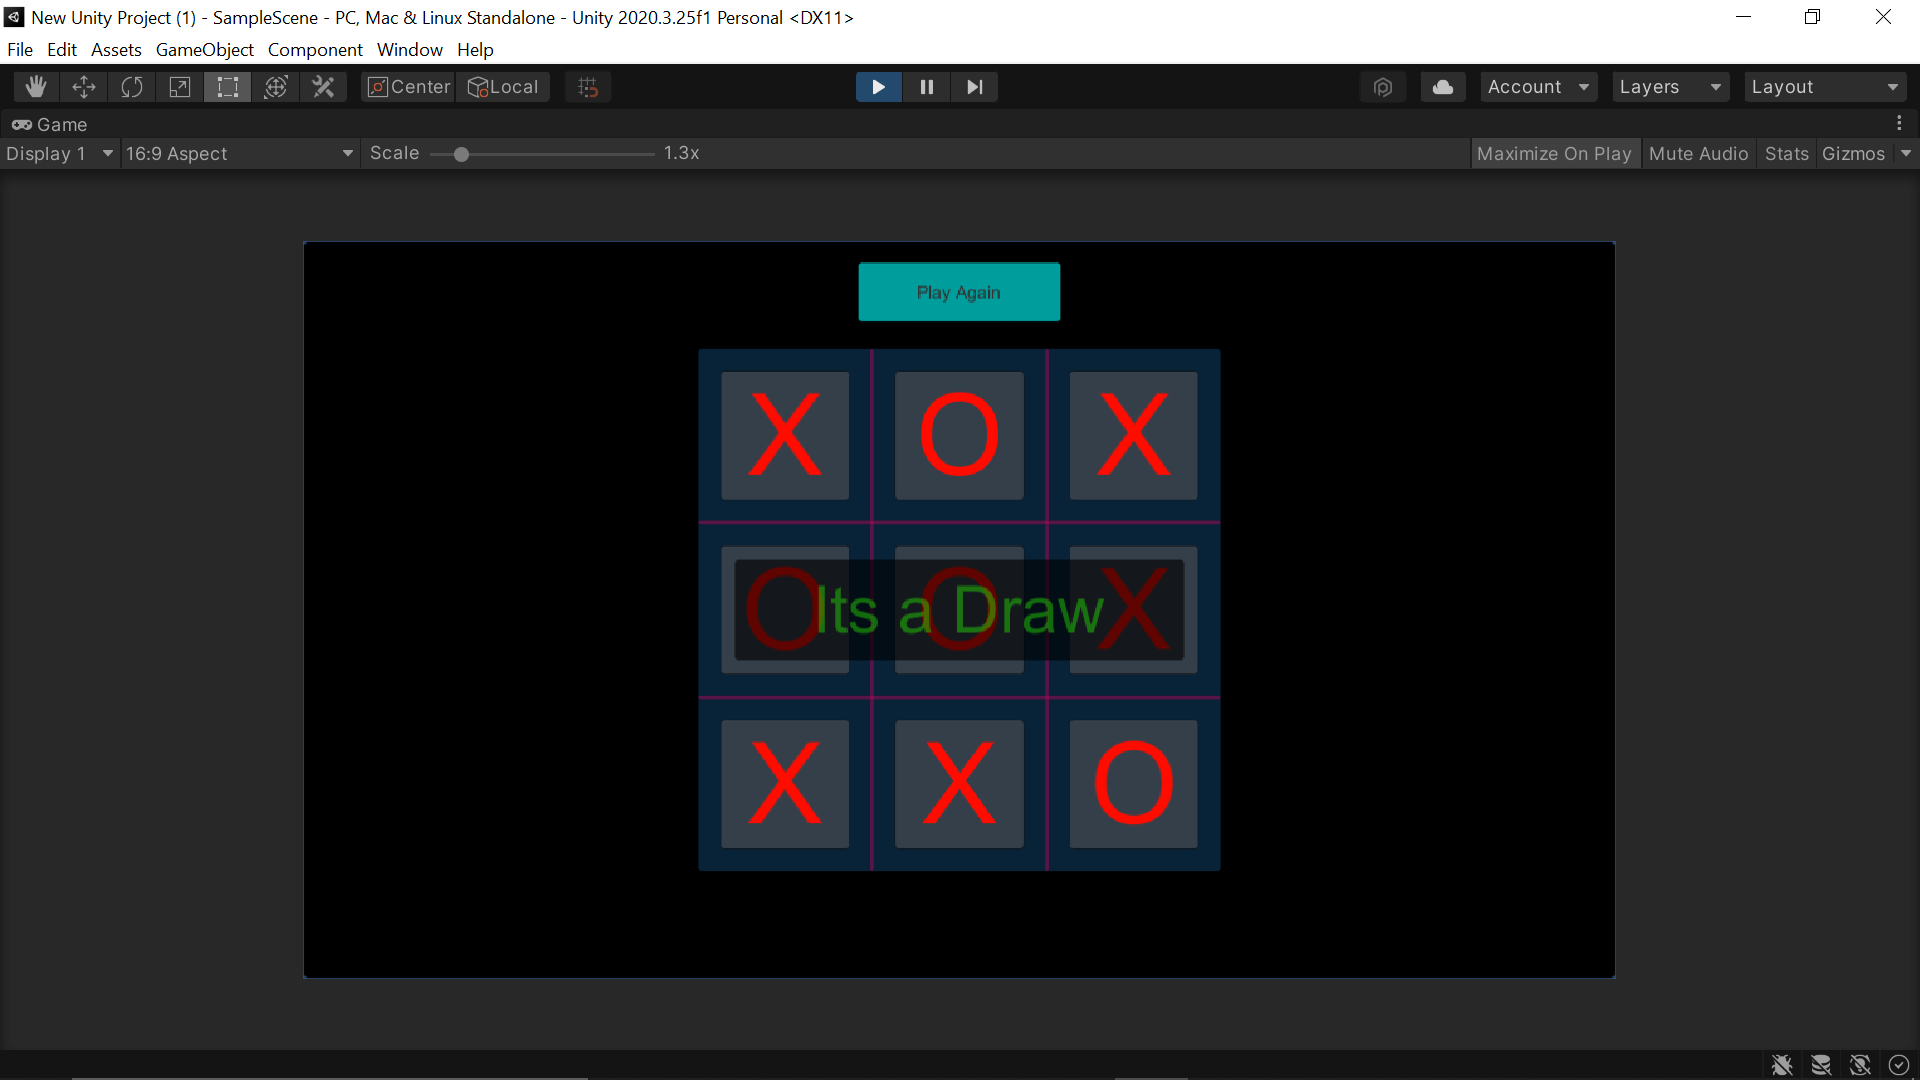 New Unity Project (1) - SampleScene - PC, Mac & Linux Standalone - Unity 2020.3.25f1 Personal <DX11>
File Edit Assets GameObject Component Window Help
Center Local Account Layers Layout
Game
Display 1 16:9 Aspect Scale 1.3x Maximize On Play Mute Audio Stats Gizmos
Play Again
X O X
O O X
Its a Draw
X X O